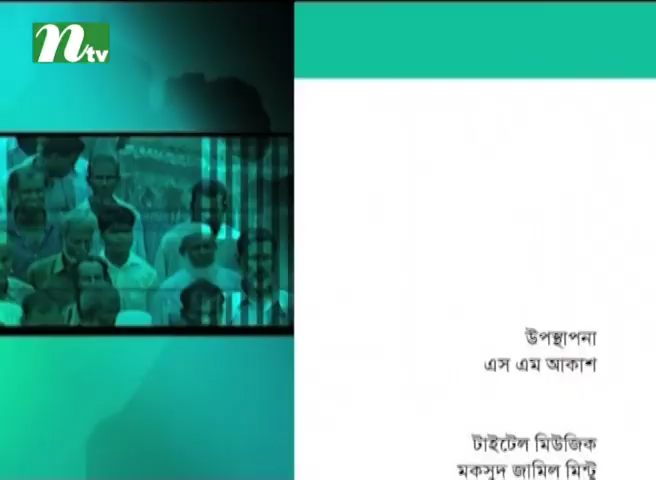 ntv
উপস্থাপনা
এস এম আকাশ
টাইটেল মিউজিক
মকসুদ জামিল মিন্টু